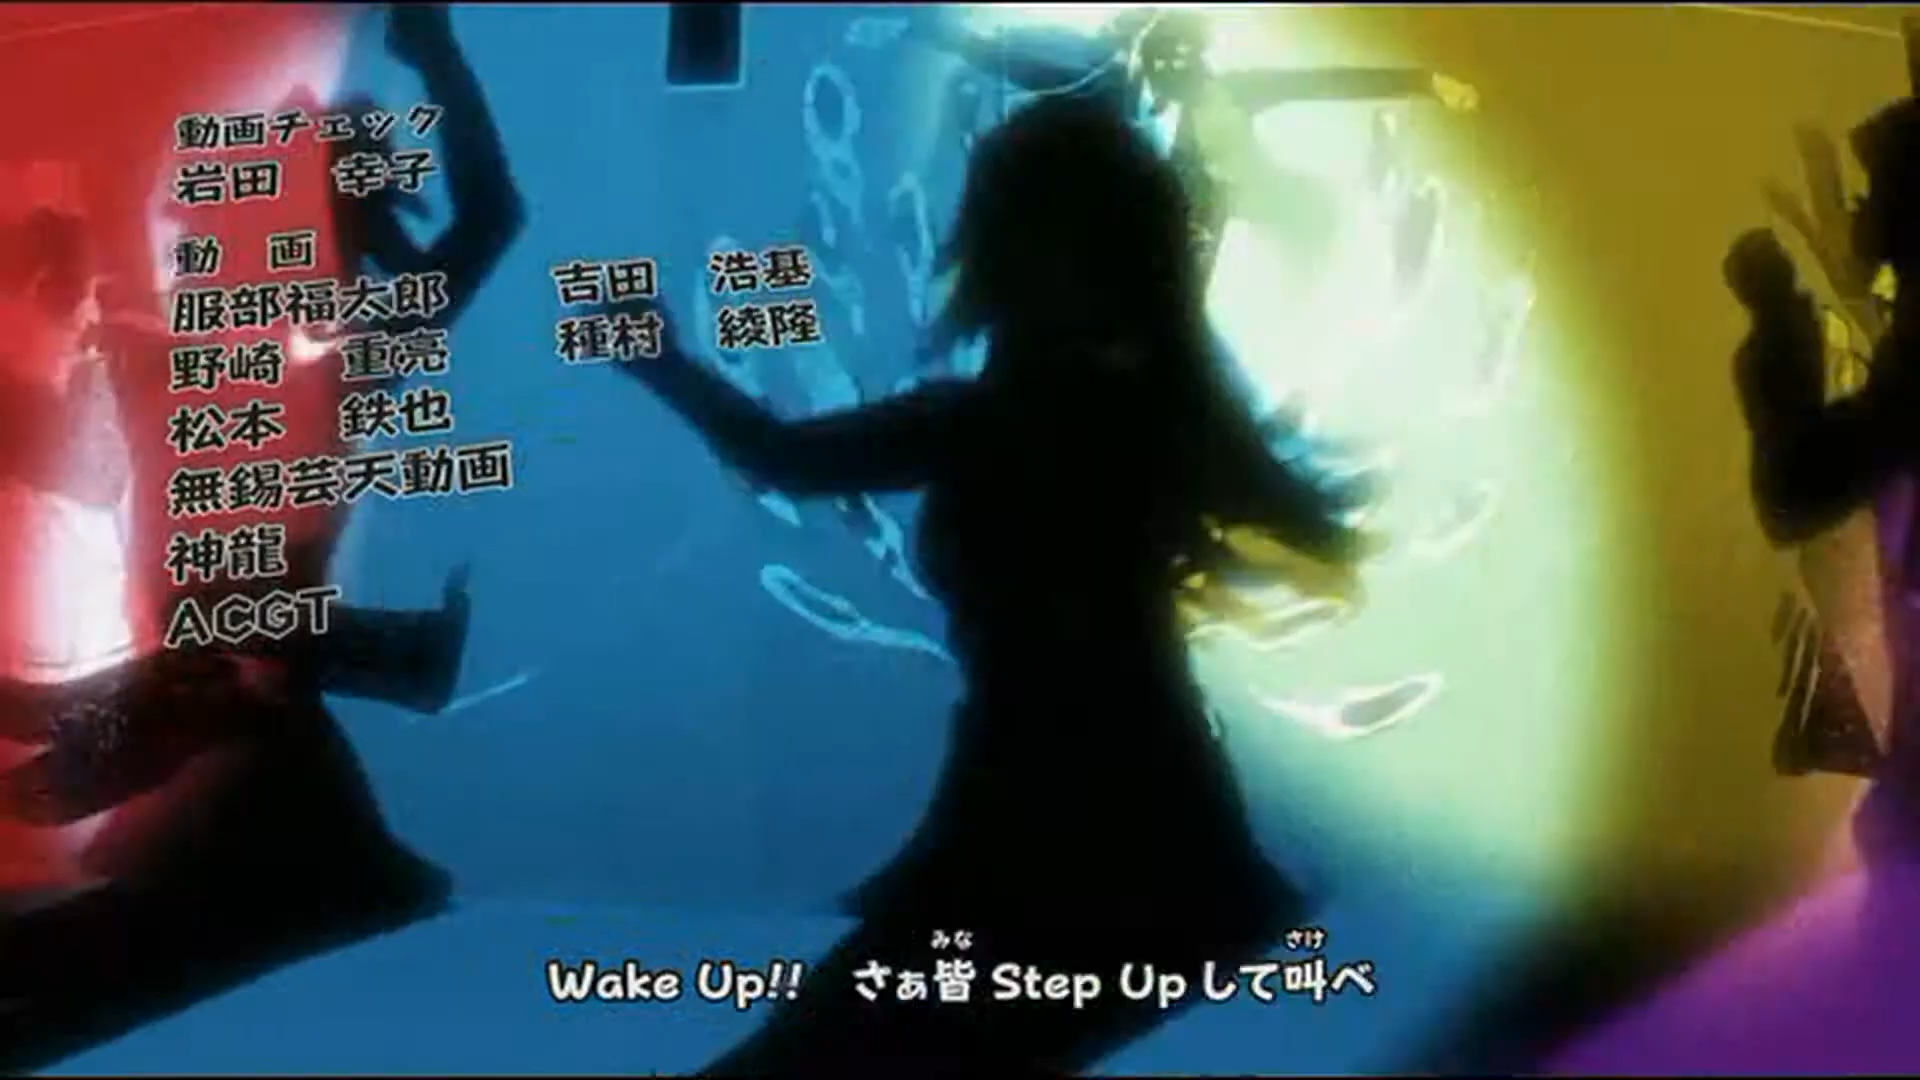 動画チェック
岩田　幸子
動　画
服部福太郎　吉田　浩基
野崎　重亮　種村　綾隆
松本　鉄也
無錫芸天動画
神龍
ACGT
みな　さけ
Wake Up!!　さぁ皆 Step Up して叫べ